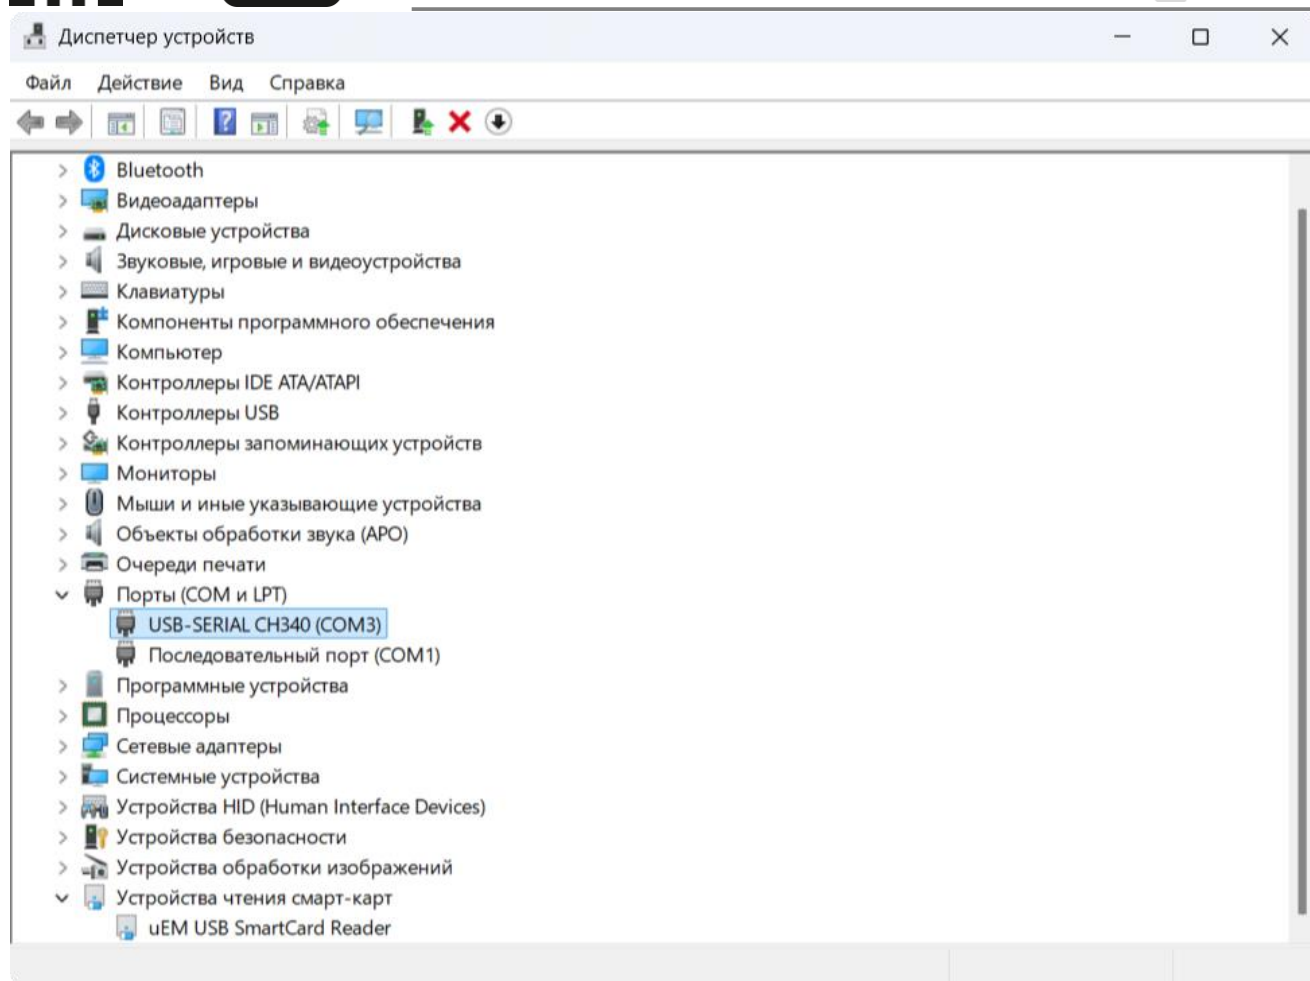 Диспетчер устройств
Файл Действие Вид Справка
Bluetooth
Видеоадаптеры
Дисковые устройства
Звуковые, игровые и видеоустройства
Клавиатуры
Компоненты программного обеспечения
Компьютер
Контроллеры IDE ATA/ATAPI
Контроллеры USB
Контроллеры запоминающих устройств
Мониторы
Мыши и иные указывающие устройства
Объекты обработки звука (APO)
Очереди печати
Порты (COM и LPT)
USB-SERIAL CH340 (COM3)
Последовательный порт (COM1)
Программные устройства
Процессоры
Сетевые адаптеры
Системные устройства
Устройства HID (Human Interface Devices)
Устройства безопасности
Устройства обработки изображений
Устройства чтения смарт-карт
uEM USB SmartCard Reader